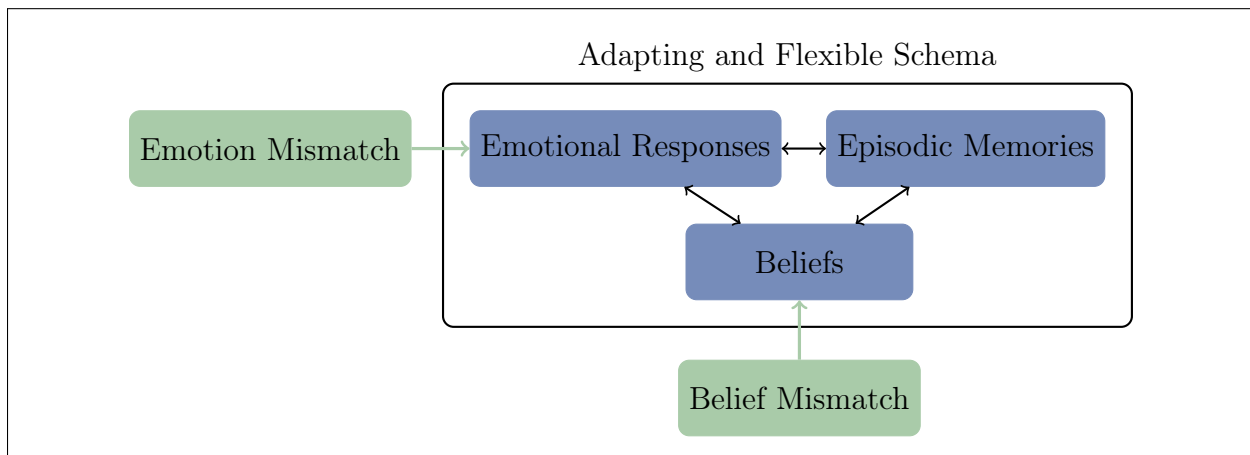 Adapting and Flexible Schema
Emotion Mismatch
Emotional Responses
Episodic Memories
Beliefs
Belief Mismatch